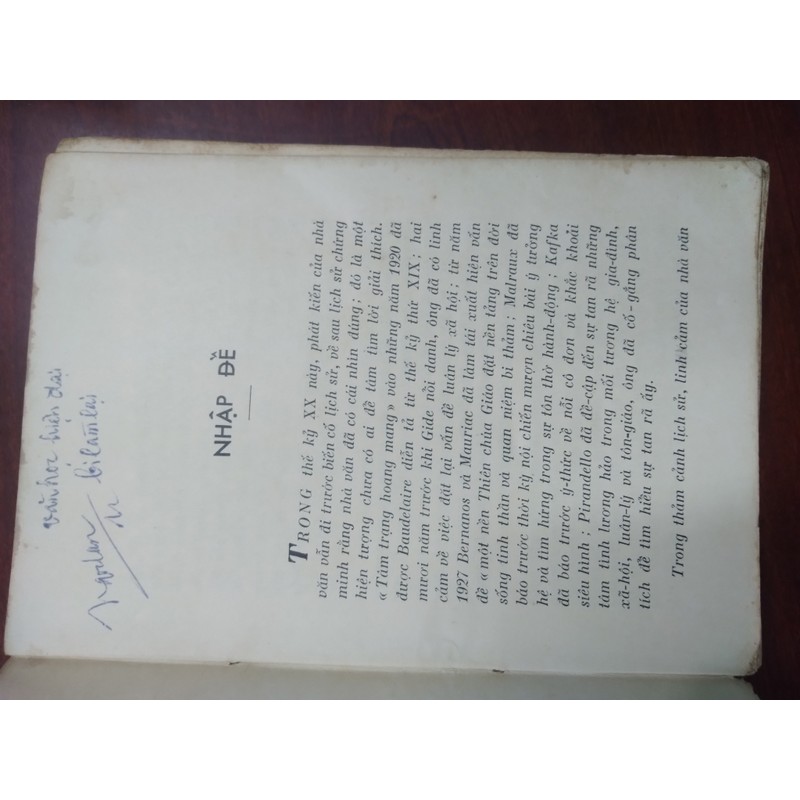 văn học hiện đại
bị lầm lại
NHẬP ĐỀ
TRONG thế kỷ XX này, phát kiến của nhà
văn vẫn đi trước biến cố lịch sử, về sau lịch sử chứng
minh rằng nhà văn đã có cái nhìn đúng ; đó là một
hiện tượng chưa có ai để tâm tìm lời giải thích.
« Tâm trạng hoang mang » vào những năm 1920 đã
được Baudelaire diễn tả từ thế kỷ thứ XIX ; hai
mươi năm trước khi Gide nổi danh, ông đã có linh
cảm về việc đặt lại vấn đề luân lý xã hội ; từ năm
1927 Bernanos và Mauriac đã làm tái xuất hiện vấn
đề « một nền Thiên chúa Giáo đặt nền tảng trên đời
sống tinh thần và quan niệm bi thảm ; Malraux đã
báo trước thời kỳ nội chiến mượn chiêu bài ý tưởng
hệ và tìm hứng trong sự tôn thờ hành-động ; Kafka
đã báo trước ý-thức về nỗi cô đơn và khắc khoải
siêu hình ; Pirandello đã đề-cập đến sự tan rã những
tâm tình tương hảo trong mối tương hệ gia-đình,
xã-hội, luân-lý và tôn-giáo, ông đã cố-gắng phân
tích để tìm hiểu sự tan rã ấy.
Trong thảm cảnh lịch sử, linh cảm của nhà văn